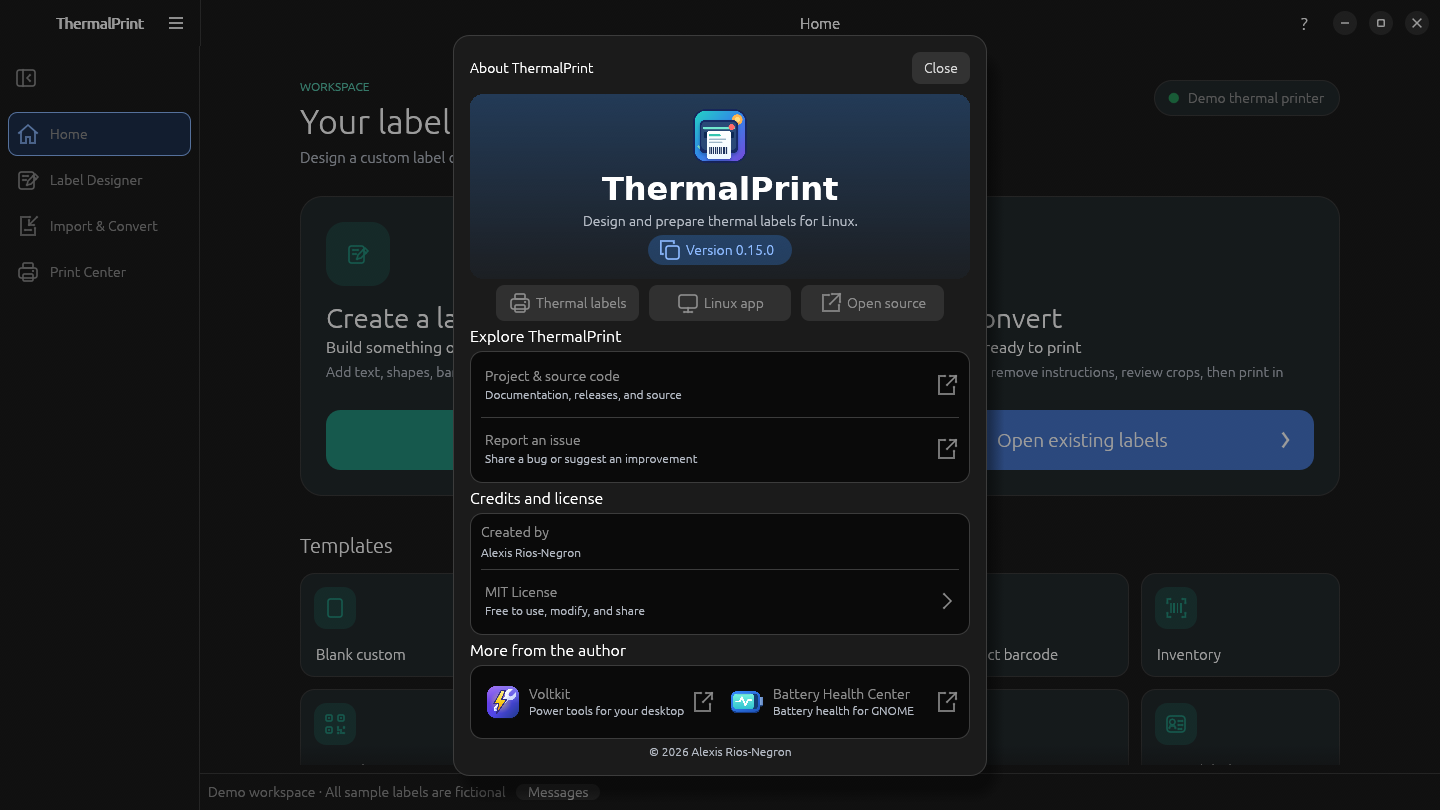 ThermalPrint
Home
?
Home
Label Designer
Import & Convert
Print Center
WORKSPACE
Your label
Design a custom label
Demo thermal printer
Create a la
Build something
Add text, shapes, ba
onvert
ready to print
remove instructions, review crops, then print in
Open existing labels
Templates
Blank custom
ct barcode
Inventory
Demo workspace · All sample labels are fictional
Messages
About ThermalPrint
Close
ThermalPrint
Design and prepare thermal labels for Linux.
Version 0.15.0
Thermal labels
Linux app
Open source
Explore ThermalPrint
Project & source code
Documentation, releases, and source
Report an issue
Share a bug or suggest an improvement
Credits and license
Created by
Alexis Rios-Negron
MIT License
Free to use, modify, and share
More from the author
Voltkit
Power tools for your desktop
Battery Health Center
Battery health for GNOME
© 2026 Alexis Rios-Negron